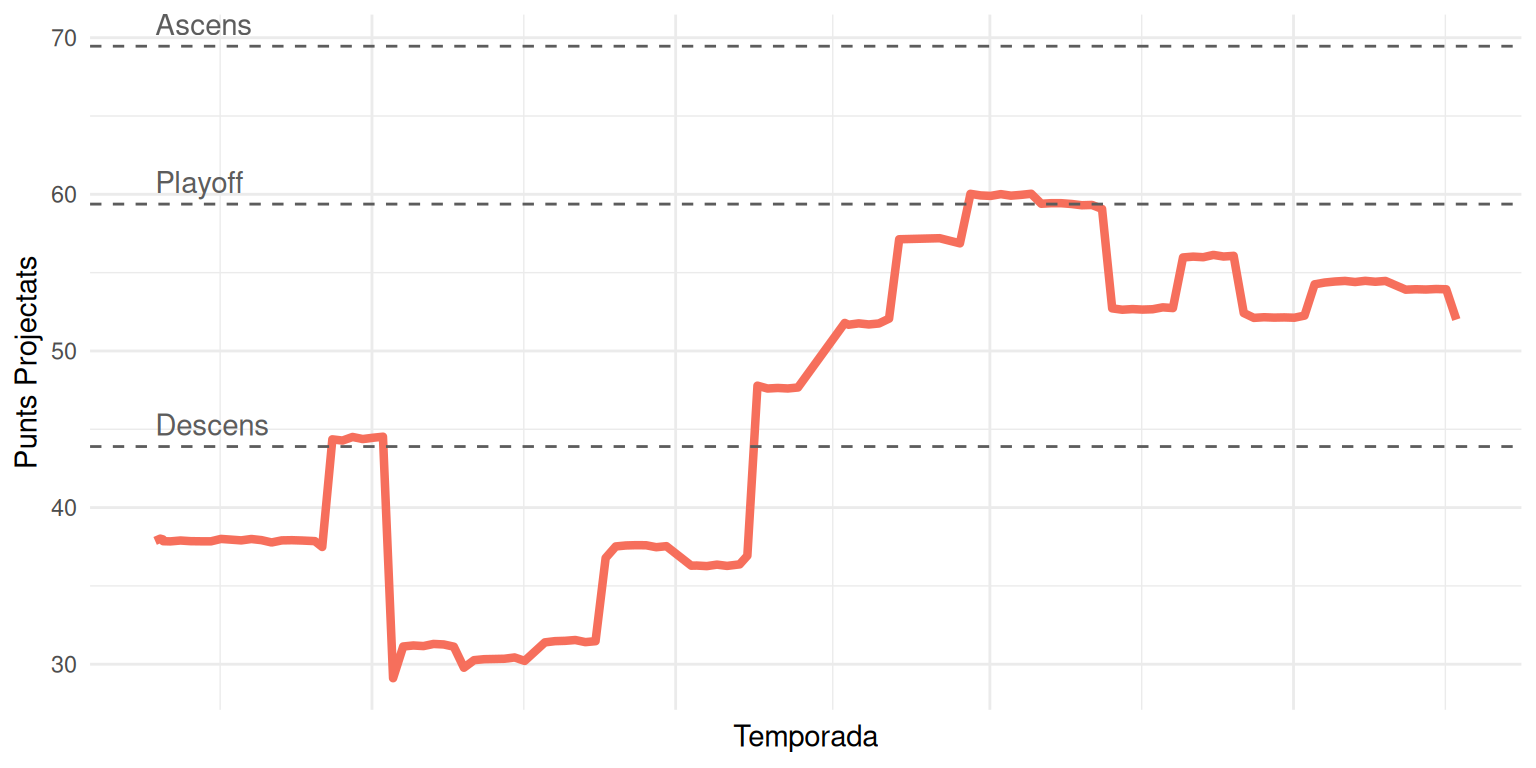 Ascens
70
Playoff
60
50
Descens
40
30
Punts Projectats
Temporada